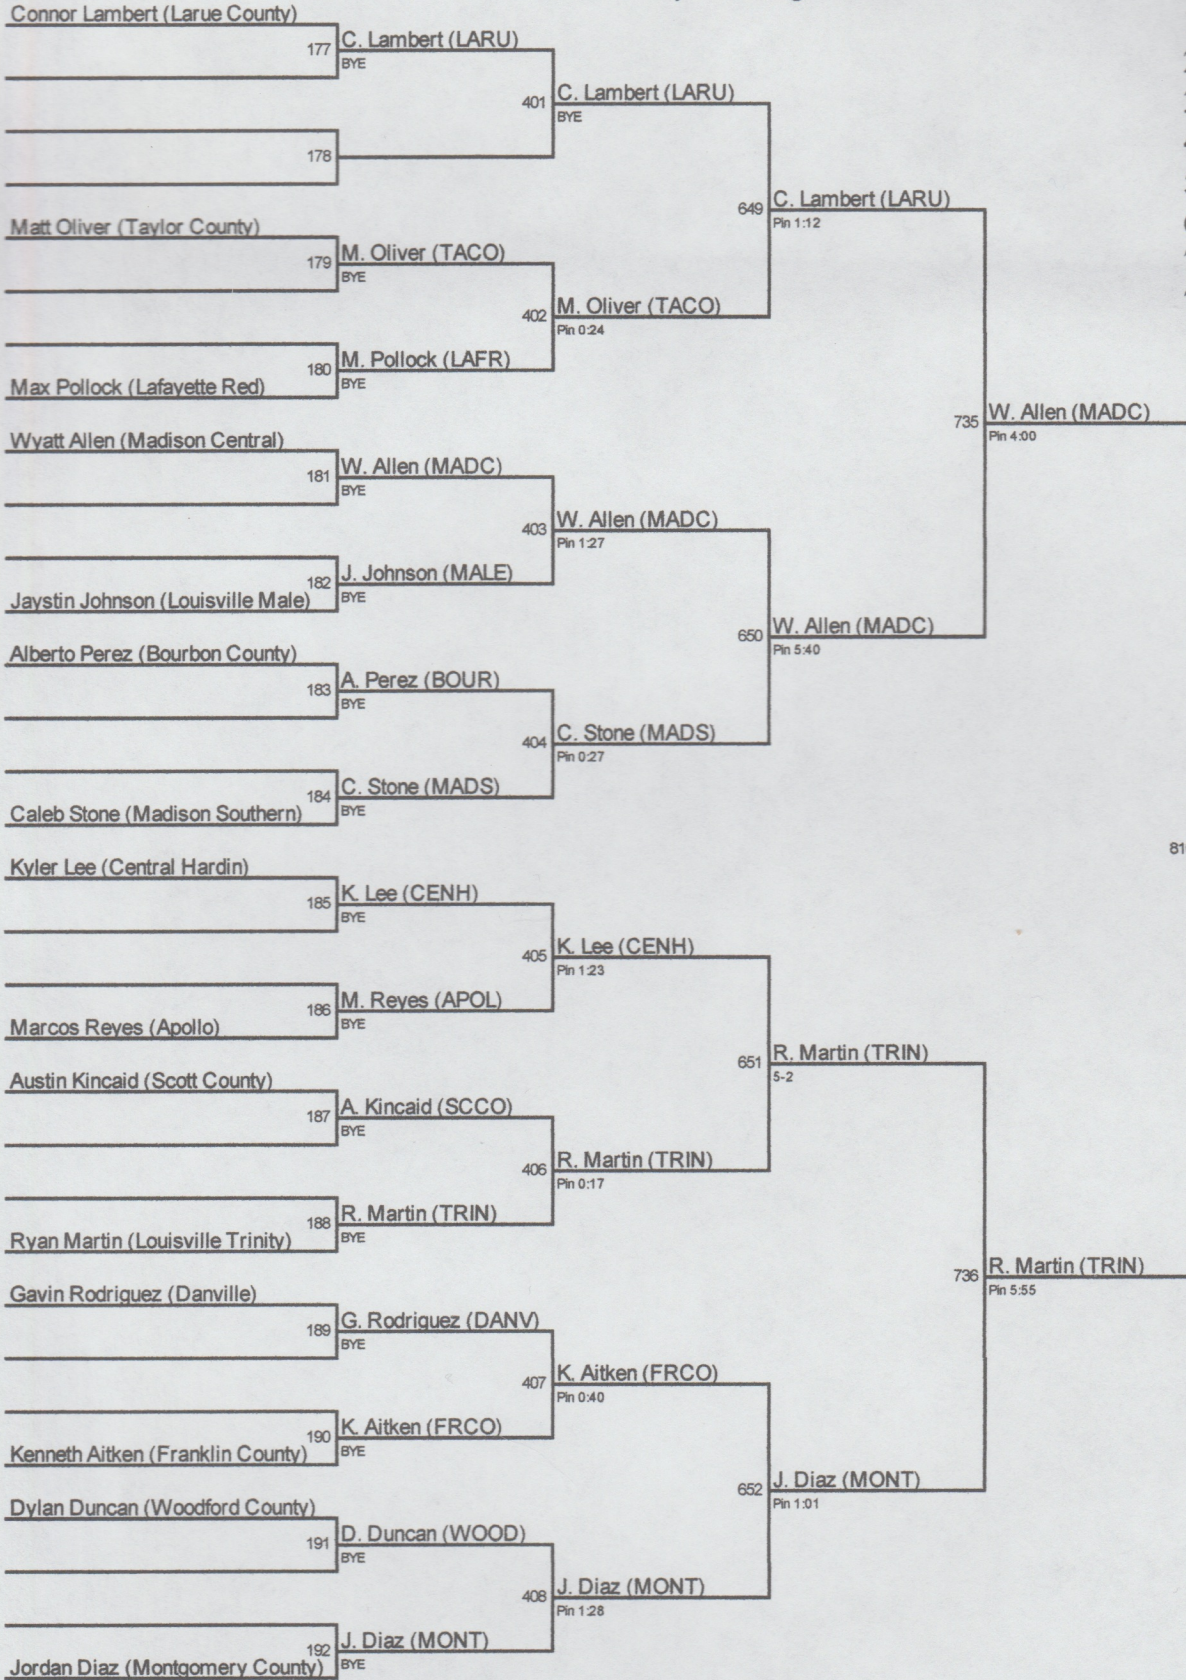 Connor Lambert (Larue County)
177 C. Lambert (LARU)
BYE
401 C. Lambert (LARU)
BYE
178
649 C. Lambert (LARU)
Pin 1:12
Matt Oliver (Taylor County)
179 M. Oliver (TACO)
BYE
402 M. Oliver (TACO)
Pin 0:24
180 M. Pollock (LAFR)
BYE
Max Pollock (Lafayette Red)
735 W. Allen (MADC)
Pin 4:00
Wyatt Allen (Madison Central)
181 W. Allen (MADC)
BYE
403 W. Allen (MADC)
Pin 1:27
182 J. Johnson (MALE)
BYE
Jaystin Johnson (Louisville Male)
650 W. Allen (MADC)
Pin 5:40
Alberto Perez (Bourbon County)
183 A. Perez (BOUR)
BYE
404 C. Stone (MADS)
Pin 0:27
184 C. Stone (MADS)
BYE
Caleb Stone (Madison Southern)
81
Kyler Lee (Central Hardin)
185 K. Lee (CENH)
BYE
405 K. Lee (CENH)
Pin 1:23
186 M. Reyes (APOL)
BYE
Marcos Reyes (Apollo)
651 R. Martin (TRIN)
5-2
Austin Kincaid (Scott County)
187 A. Kincaid (SCCO)
BYE
406 R. Martin (TRIN)
Pin 0:17
188 R. Martin (TRIN)
BYE
Ryan Martin (Louisville Trinity)
736 R. Martin (TRIN)
Pin 5:55
Gavin Rodriguez (Danville)
189 G. Rodriguez (DANV)
BYE
407 K. Aitken (FRCO)
Pin 0:40
190 K. Aitken (FRCO)
BYE
Kenneth Aitken (Franklin County)
652 J. Diaz (MONT)
Pin 1:01
Dylan Duncan (Woodford County)
191 D. Duncan (WOOD)
BYE
408 J. Diaz (MONT)
Pin 1:28
192 J. Diaz (MONT)
BYE
Jordan Diaz (Montgomery County)